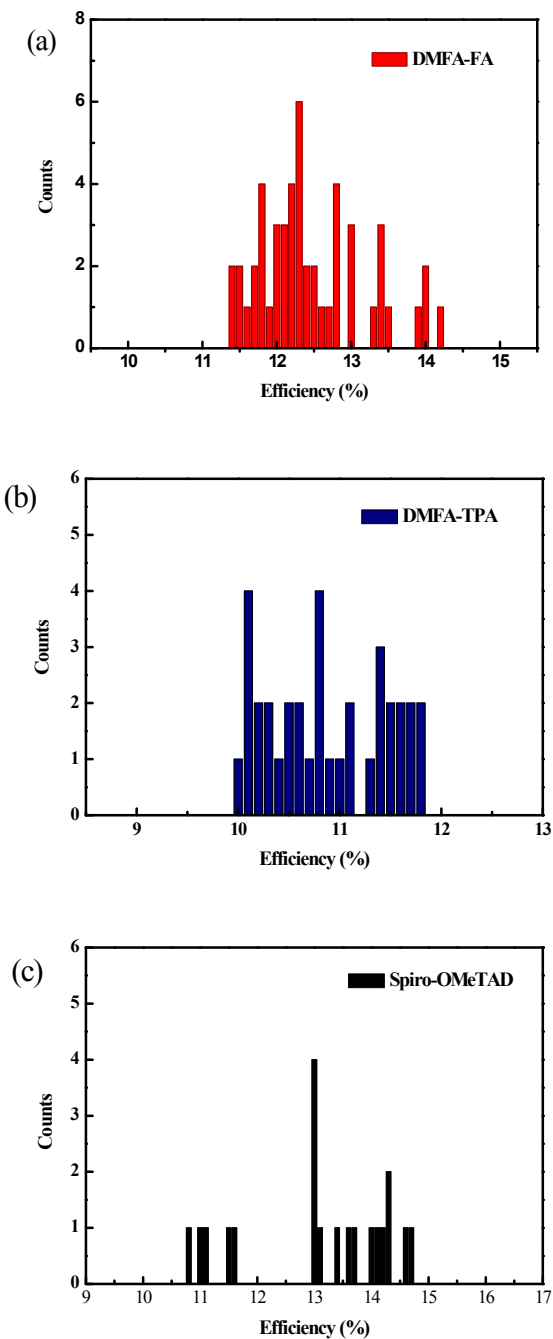 (a)
DMFA-FA
8
6
4
2
0
Counts
10 11 12 13 14 15
Efficiency (%)
(b)
DMFA-TPA
6
5
4
3
2
1
0
Counts
9 10 11 12 13
Efficiency (%)
(c)
Spiro-OMeTAD
6
5
4
3
2
1
0
Counts
9 10 11 12 13 14 15 16 17
Efficiency (%)